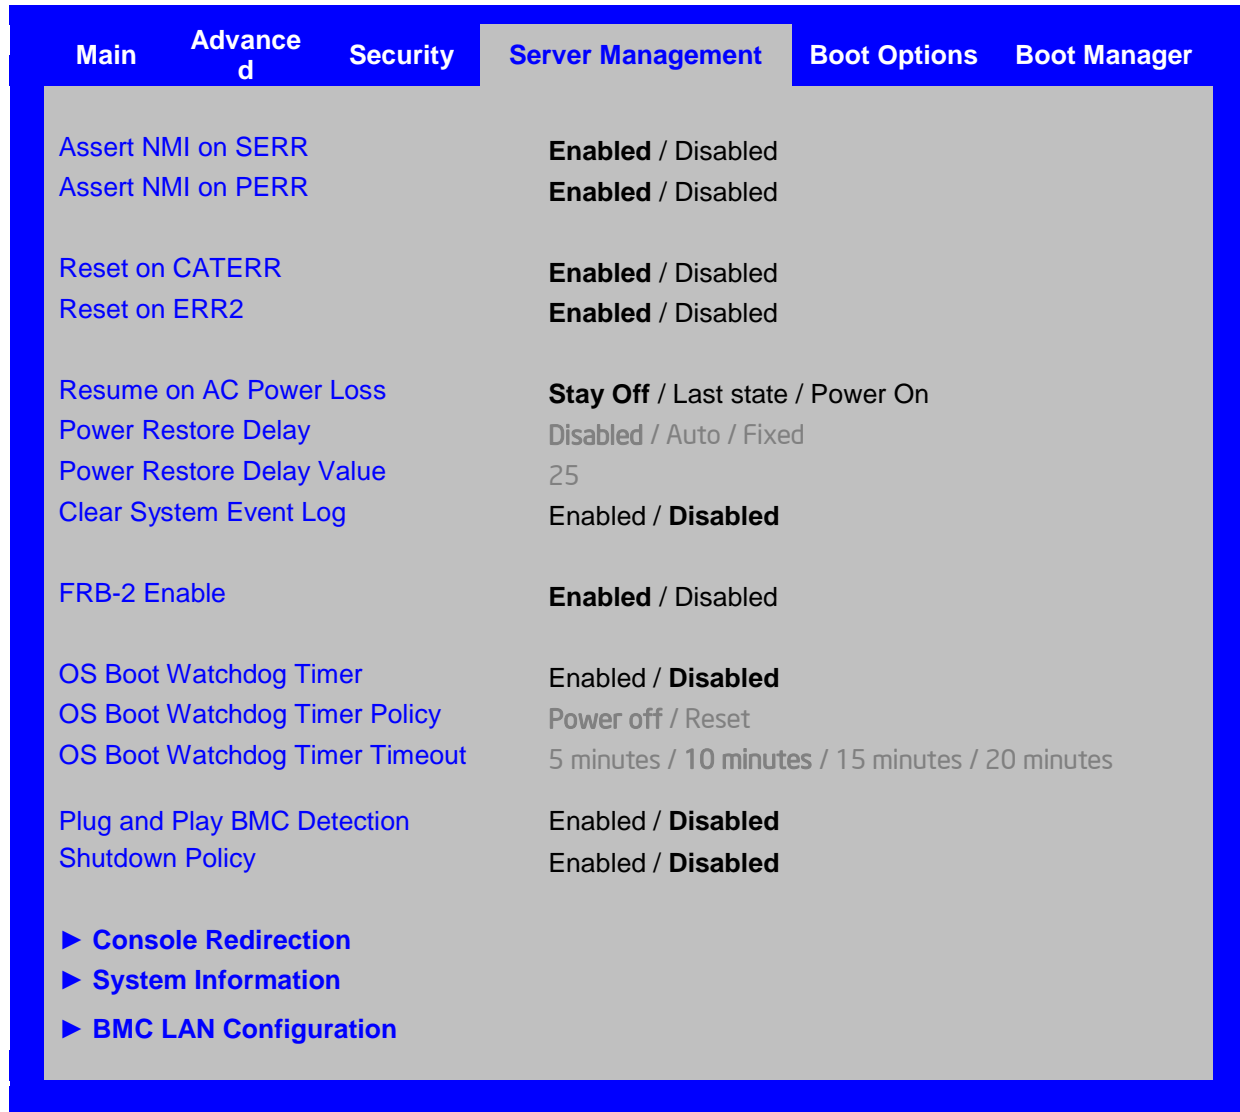 Main Advance d Security Server Management Boot Options Boot Manager
Assert NMI on SERR Enabled / Disabled
Assert NMI on PERR Enabled / Disabled
Reset on CATERR Enabled / Disabled
Reset on ERR2 Enabled / Disabled
Resume on AC Power Loss Stay Off / Last state / Power On
Power Restore Delay Disabled / Auto / Fixed
Power Restore Delay Value 25
Clear System Event Log Enabled / Disabled
FRB-2 Enable Enabled / Disabled
OS Boot Watchdog Timer Enabled / Disabled
OS Boot Watchdog Timer Policy Power off / Reset
OS Boot Watchdog Timer Timeout 5 minutes / 10 minutes / 15 minutes / 20 minutes
Plug and Play BMC Detection Enabled / Disabled
Shutdown Policy Enabled / Disabled
► Console Redirection
► System Information
► BMC LAN Configuration